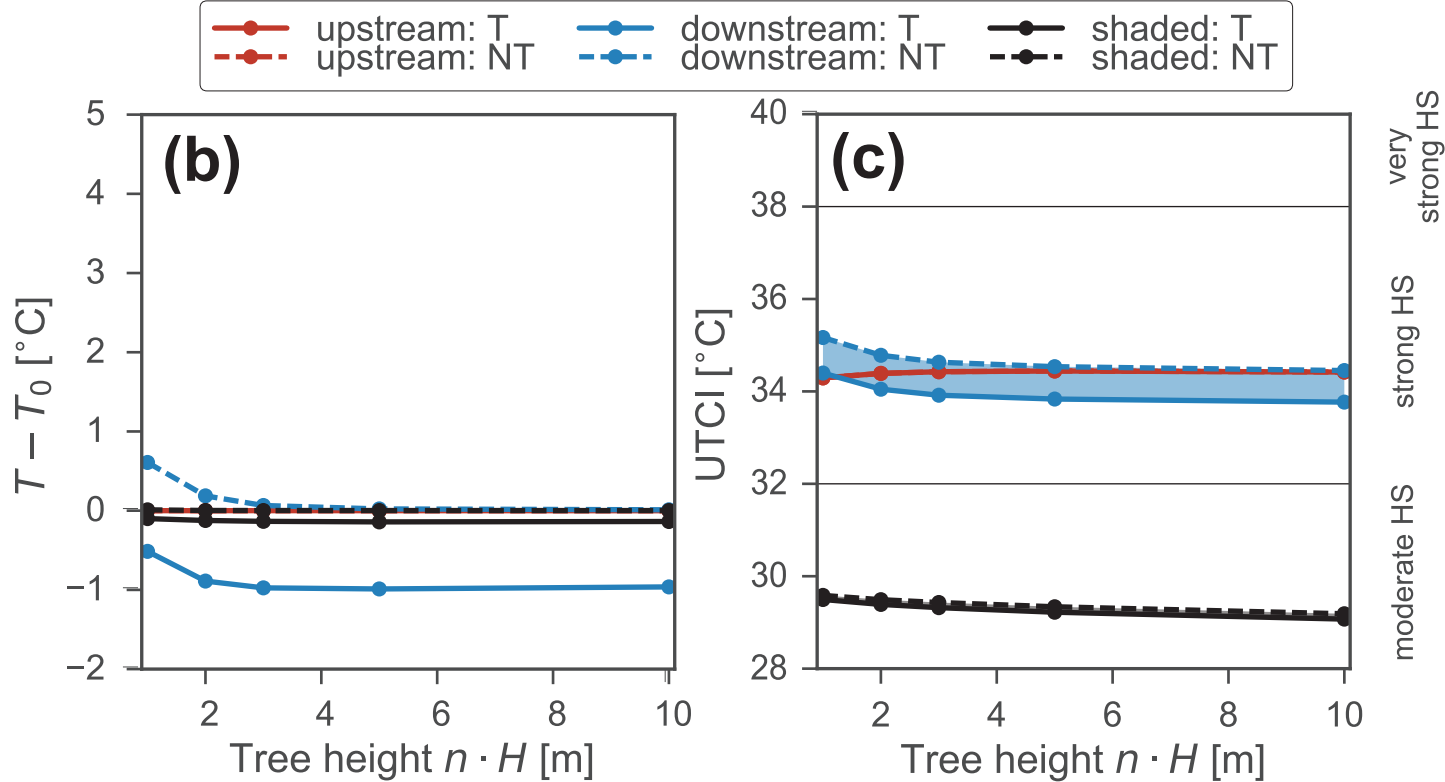 upstream: T downstream: T shaded: T
upstream: NT downstream: NT shaded: NT
(b)
5
4
3
2
1
0
−1
−2
T − T0 [°C]
2 4 6 8 10
Tree height n · H [m]
(c)
40
38
36
34
32
30
28
UTCI [°C]
2 4 6 8 10
Tree height n · H [m]
very
strong HS
strong HS
moderate HS